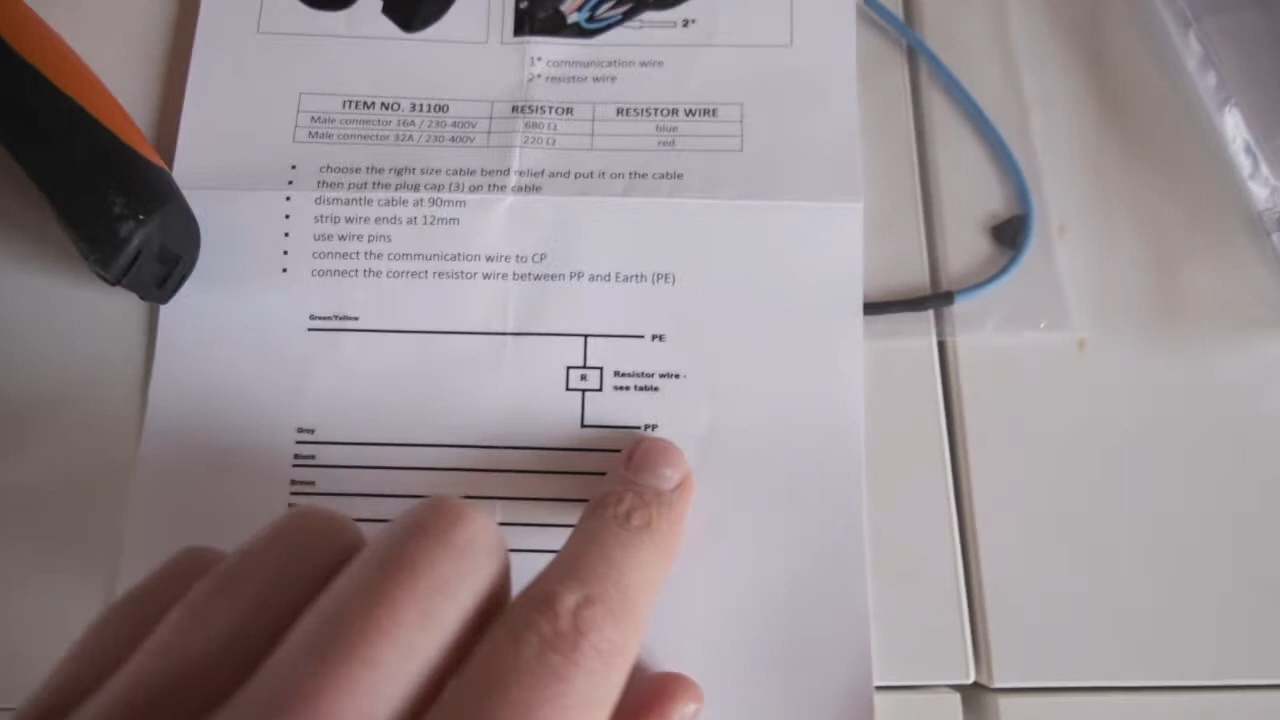 2*
1* communication wire
2* resistor wire
ITEM NO. 31100 RESISTOR RESISTOR WIRE
Male connector 16A / 230-400V 680 Ω blue
Male connector 32A / 230-400V 220 Ω red
▪ choose the right size cable bend relief and put it on the cable
▪ then put the plug cap (3) on the cable
▪ dismantle cable at 90mm
▪ strip wire ends at 12mm
▪ use wire pins
▪ connect the communication wire to CP
▪ connect the correct resistor wire between PP and Earth (PE)
Green/Yellow
PE
R
Resistor wire -
see table
PP
Grey
Black
Brown